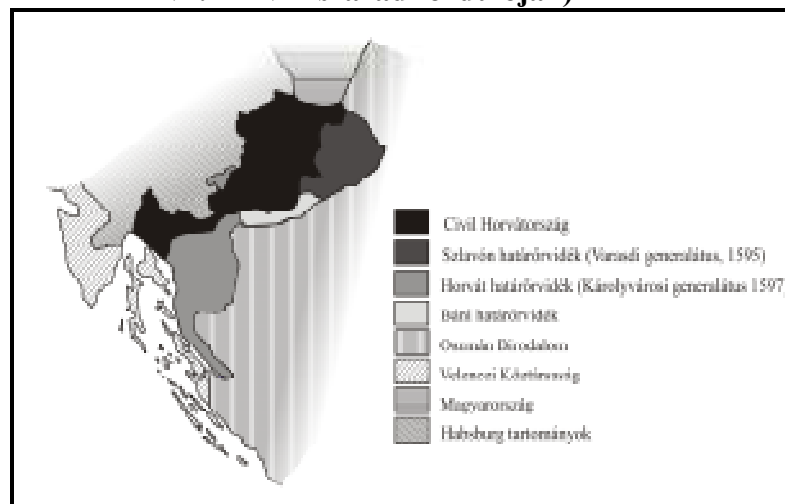 Civil Horvátország
Szlavón határőrvidék (Varasdi generalátus, 1595)
Horvát határőrvidék (Károlyvárosi generalátus 1597)
Báni határőrvidék
Oszmán Birodalom
Velencei Köztársaság
Magyarország
Habsburg tartományok